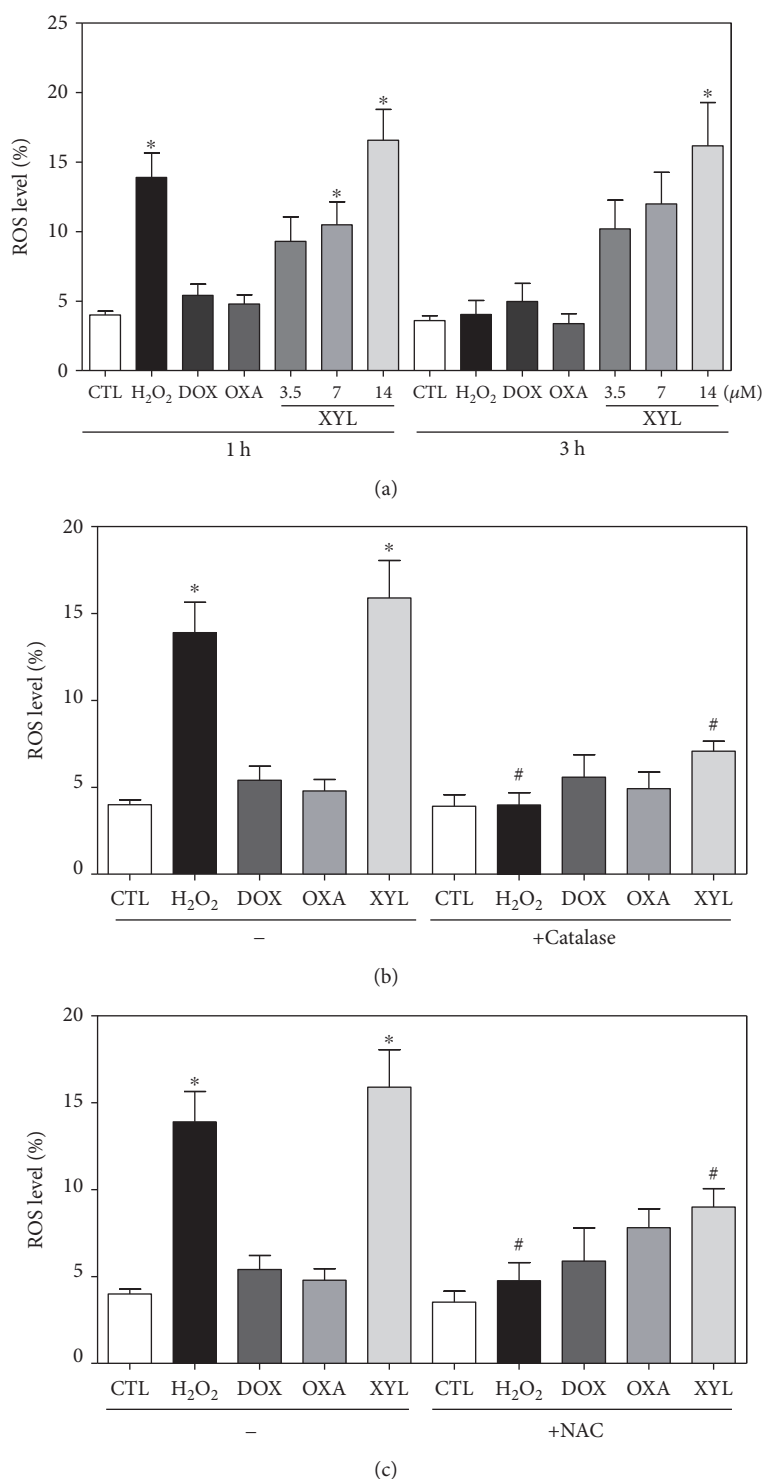 ROS level (%)
25
20
15
10
5
0
* * * *
CTL H₂O₂ DOX OXA 3.5 7 14 CTL H₂O₂ DOX OXA 3.5 7 14 (μM)
XYL XYL
1 h 3 h
(a)
ROS level (%)
20
15
10
5
0
* * # #
CTL H₂O₂ DOX OXA XYL CTL H₂O₂ DOX OXA XYL
− +Catalase
(b)
ROS level (%)
20
15
10
5
0
* * # #
CTL H₂O₂ DOX OXA XYL CTL H₂O₂ DOX OXA XYL
− +NAC
(c)